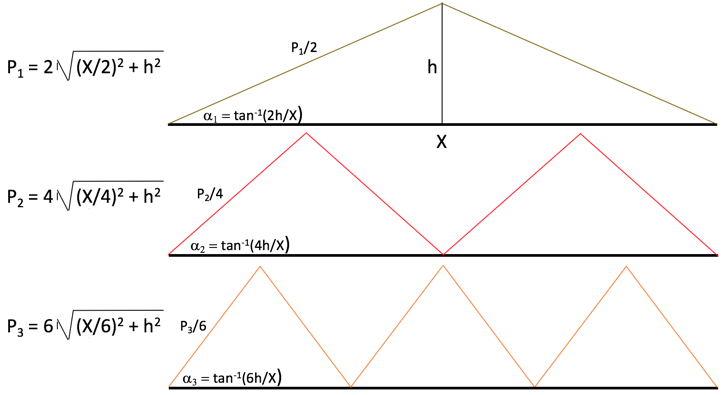 P₁/2
P₁ = 2√(X/2)² + h²
h
α₁ = tan⁻¹(2h/X)
X
P₂ = 4√(X/4)² + h²
P₂/4
α₂ = tan⁻¹(4h/X)
P₃ = 6√(X/6)² + h²
P₃/6
α₃ = tan⁻¹(6h/X)